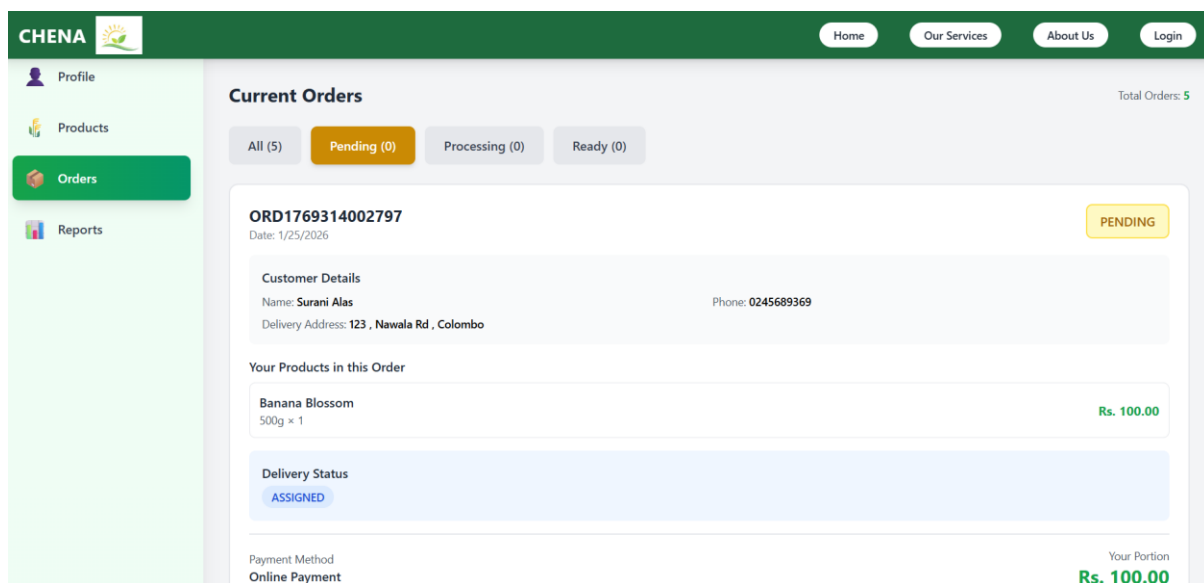 CHENA
Home Our Services About Us Login
Profile
Products
Orders
Reports
Current Orders
Total Orders: 5
All (5) Pending (0) Processing (0) Ready (0)
ORD1769314002797
Date: 1/25/2026
PENDING
Customer Details
Name: Surani Alas Phone: 0245689369
Delivery Address: 123 , Nawala Rd , Colombo
Your Products in this Order
Banana Blossom
500g × 1
Rs. 100.00
Delivery Status
ASSIGNED
Payment Method
Online Payment
Your Portion
Rs. 100.00